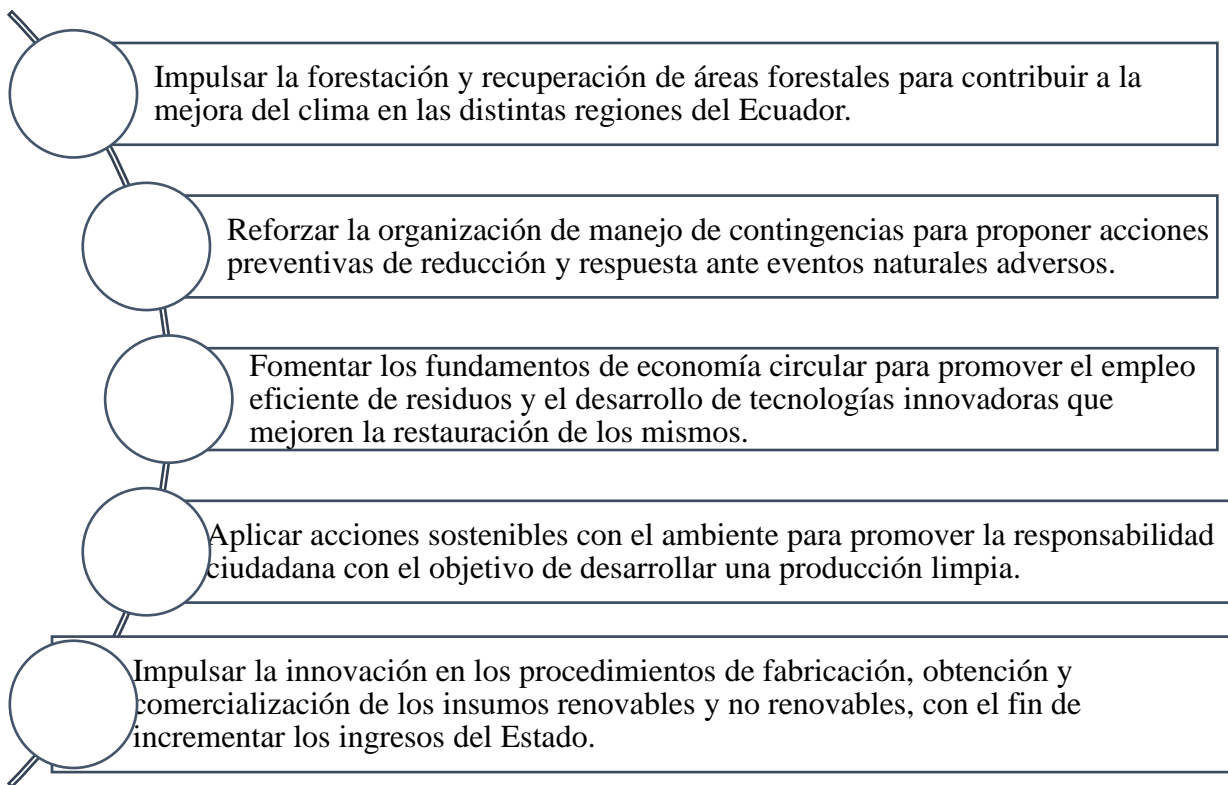 Impulsar la forestación y recuperación de áreas forestales para contribuir a la
mejora del clima en las distintas regiones del Ecuador.
Reforzar la organización de manejo de contingencias para proponer acciones
preventivas de reducción y respuesta ante eventos naturales adversos.
Fomentar los fundamentos de economía circular para promover el empleo
eficiente de residuos y el desarrollo de tecnologías innovadoras que
mejoren la restauración de los mismos.
Aplicar acciones sostenibles con el ambiente para promover la responsabilidad
ciudadana con el objetivo de desarrollar una producción limpia.
Impulsar la innovación en los procedimientos de fabricación, obtención y
comercialización de los insumos renovables y no renovables, con el fin de
incrementar los ingresos del Estado.